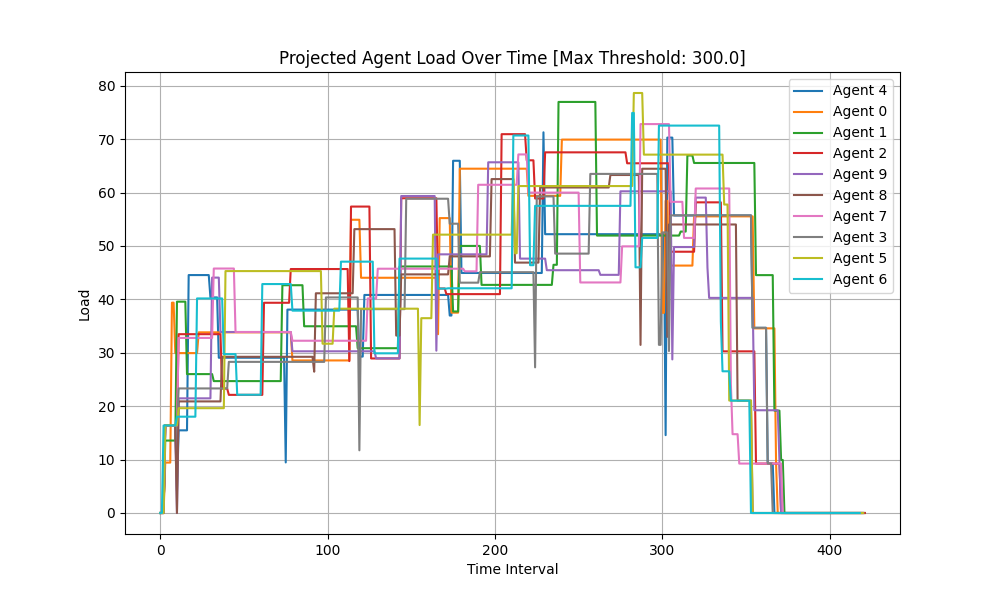 Projected Agent Load Over Time [Max Threshold: 300.0]
Load
80
70
60
50
40
30
20
10
0
0 100 200 300 400
Time Interval
Agent 4
Agent 0
Agent 1
Agent 2
Agent 9
Agent 8
Agent 7
Agent 3
Agent 5
Agent 6